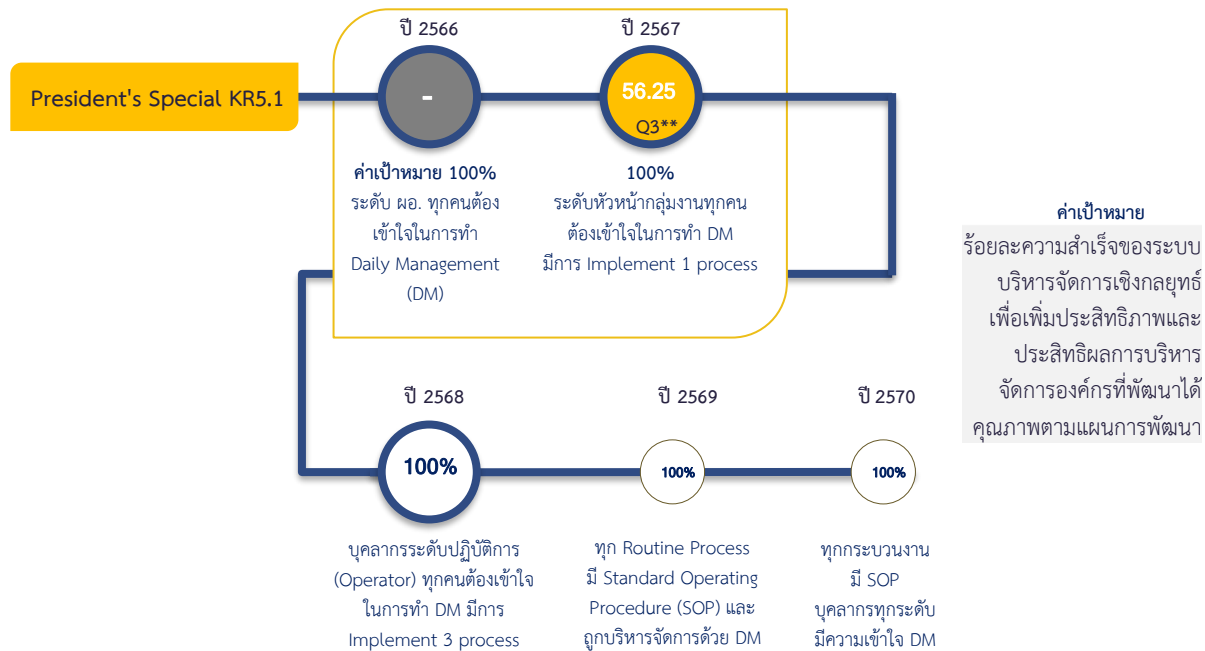 ปี 2566
ปี 2567
President's Special KR5.1
-
56.25
Q3**
ค่าเป้าหมาย 100%
ระดับ ผอ. ทุกคนต้อง
เข้าใจในการทำ
Daily Management
(DM)
100%
ระดับหัวหน้ากลุ่มงานทุกคน
ต้องเข้าใจในการทำ DM
มีการ Implement 1 process
ค่าเป้าหมาย
ร้อยละความสำเร็จของระบบ
บริหารจัดการเชิงกลยุทธ์
เพื่อเพิ่มประสิทธิภาพและ
ประสิทธิผลการบริหาร
จัดการองค์กรที่พัฒนาได้
คุณภาพตามแผนการพัฒนา
ปี 2568
ปี 2569
ปี 2570
100%
100%
100%
บุคลากรระดับปฏิบัติการ
(Operator) ทุกคนต้องเข้าใจ
ในการทำ DM มีการ
Implement 3 process
ทุก Routine Process
มี Standard Operating
Procedure (SOP) และ
ถูกบริหารจัดการด้วย DM
ทุกกระบวนงาน
มี SOP
บุคลากรทุกระดับ
มีความเข้าใจ DM